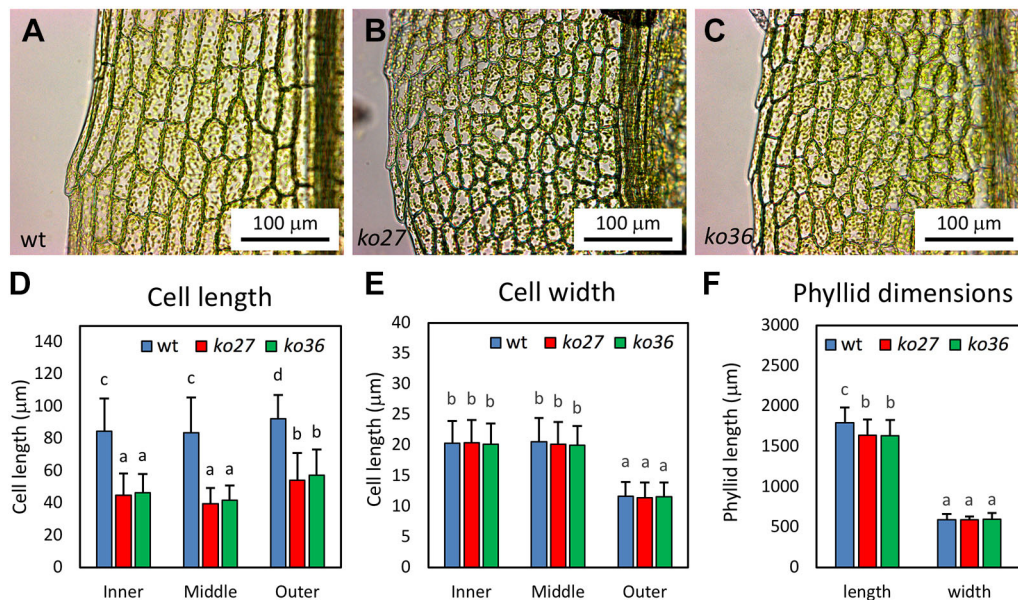 A
wt
100 μm
B
ko27
100 μm
C
ko36
100 μm
D
Cell length
wt ko27 ko36
Cell length (μm)
140
120
100
80
60
40
20
0
c a a c a a d b b
Inner Middle Outer
E
Cell width
wt ko27 ko36
Cell length (μm)
40
35
30
25
20
15
10
5
0
b b b b b b a a a
Inner Middle Outer
F
Phyllid dimensions
wt ko27 ko36
Phyllid length (μm)
3000
2500
2000
1500
1000
500
0
c b b a a a
length width